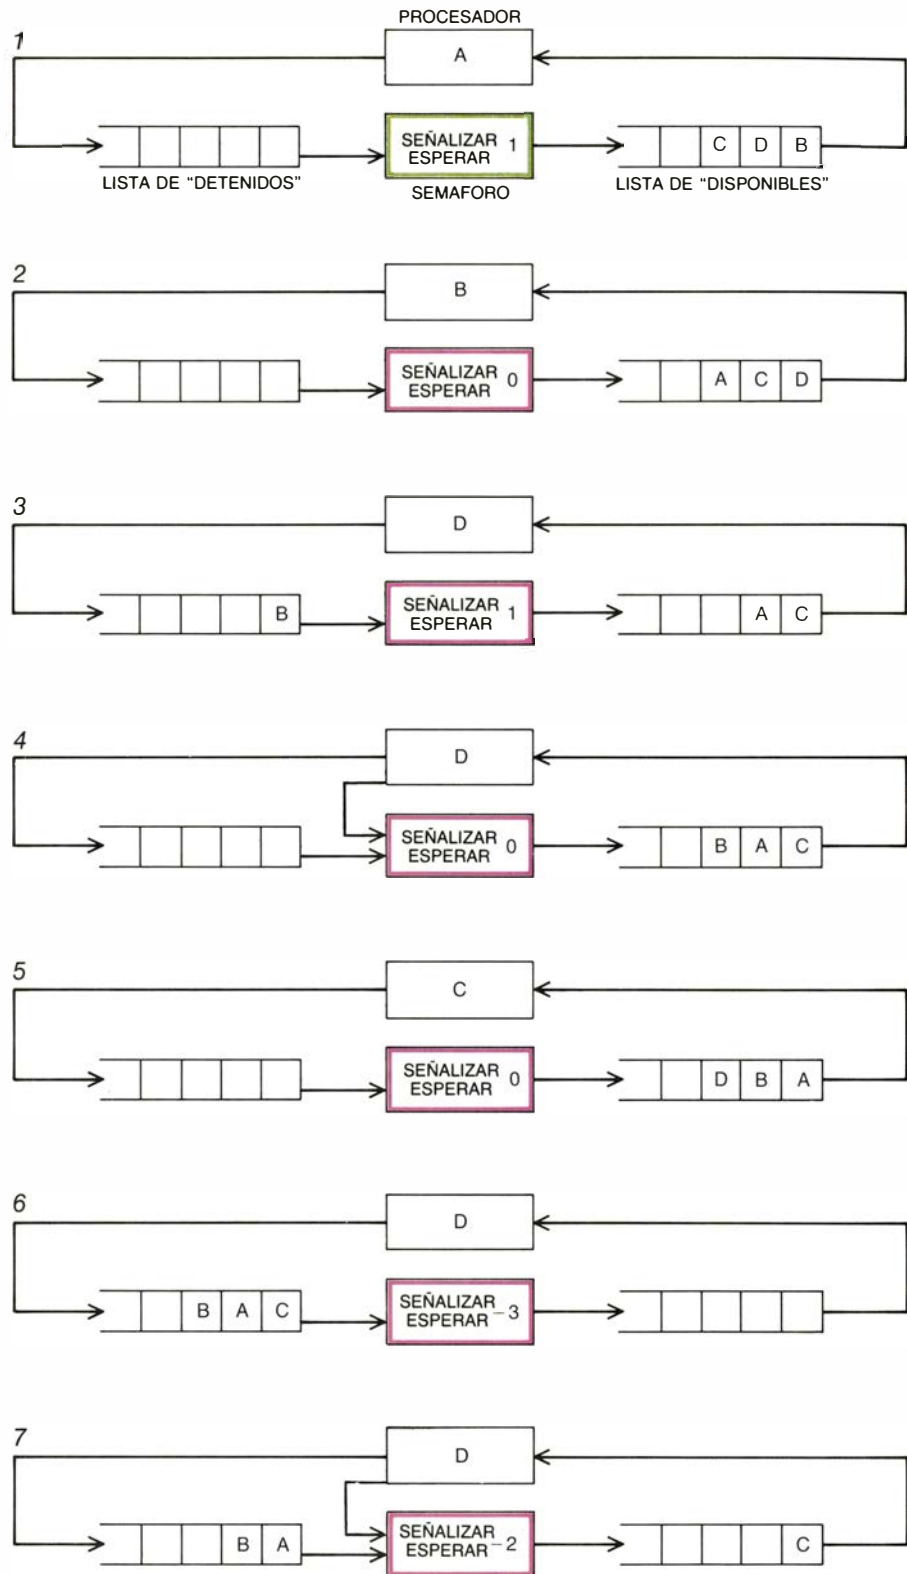 PROCESADOR
1
A
SEÑALIZAR
ESPERAR 1
C D B
LISTA DE "DETENIDOS"
SEMAFORO
LISTA DE "DISPONIBLES"
2
B
SEÑALIZAR
ESPERAR 0
A C D
3
D
B
SEÑALIZAR
ESPERAR 1
A C
4
D
SEÑALIZAR
ESPERAR 0
B A C
5
C
SEÑALIZAR
ESPERAR 0
D B A
6
D
B A C
SEÑALIZAR
ESPERAR -3
7
D
B A
SEÑALIZAR
ESPERAR -2
C